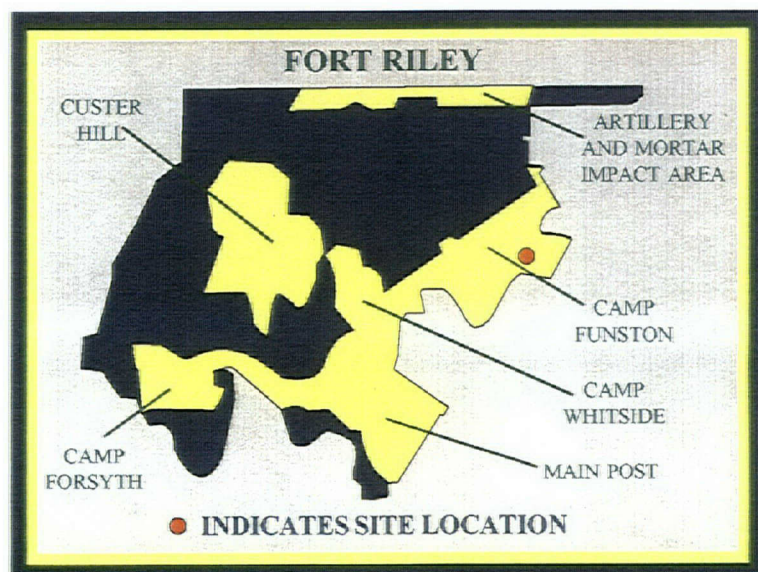 FORT RILEY
CUSTER
HILL
ARTILLERY
AND MORTAR
IMPACT AREA
CAMP
FUNSTON
CAMP
WHITSIDE
CAMP
FORSYTH
MAIN POST
INDICATES SITE LOCATION